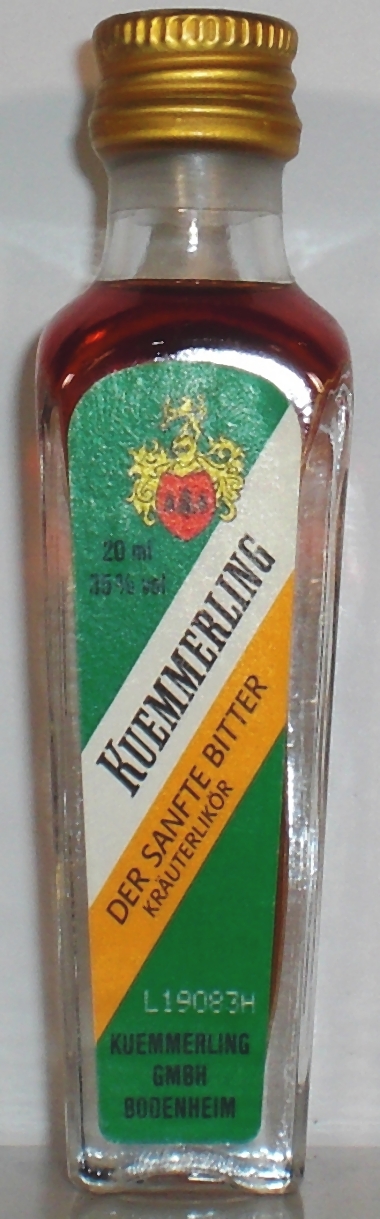 20 ml
35% vol
KUEMMERLING
DER SANFTE BITTER
KRÄUTERLIKÖR
L19083H
KUEMMERLING
GMBH
BODENHEIM